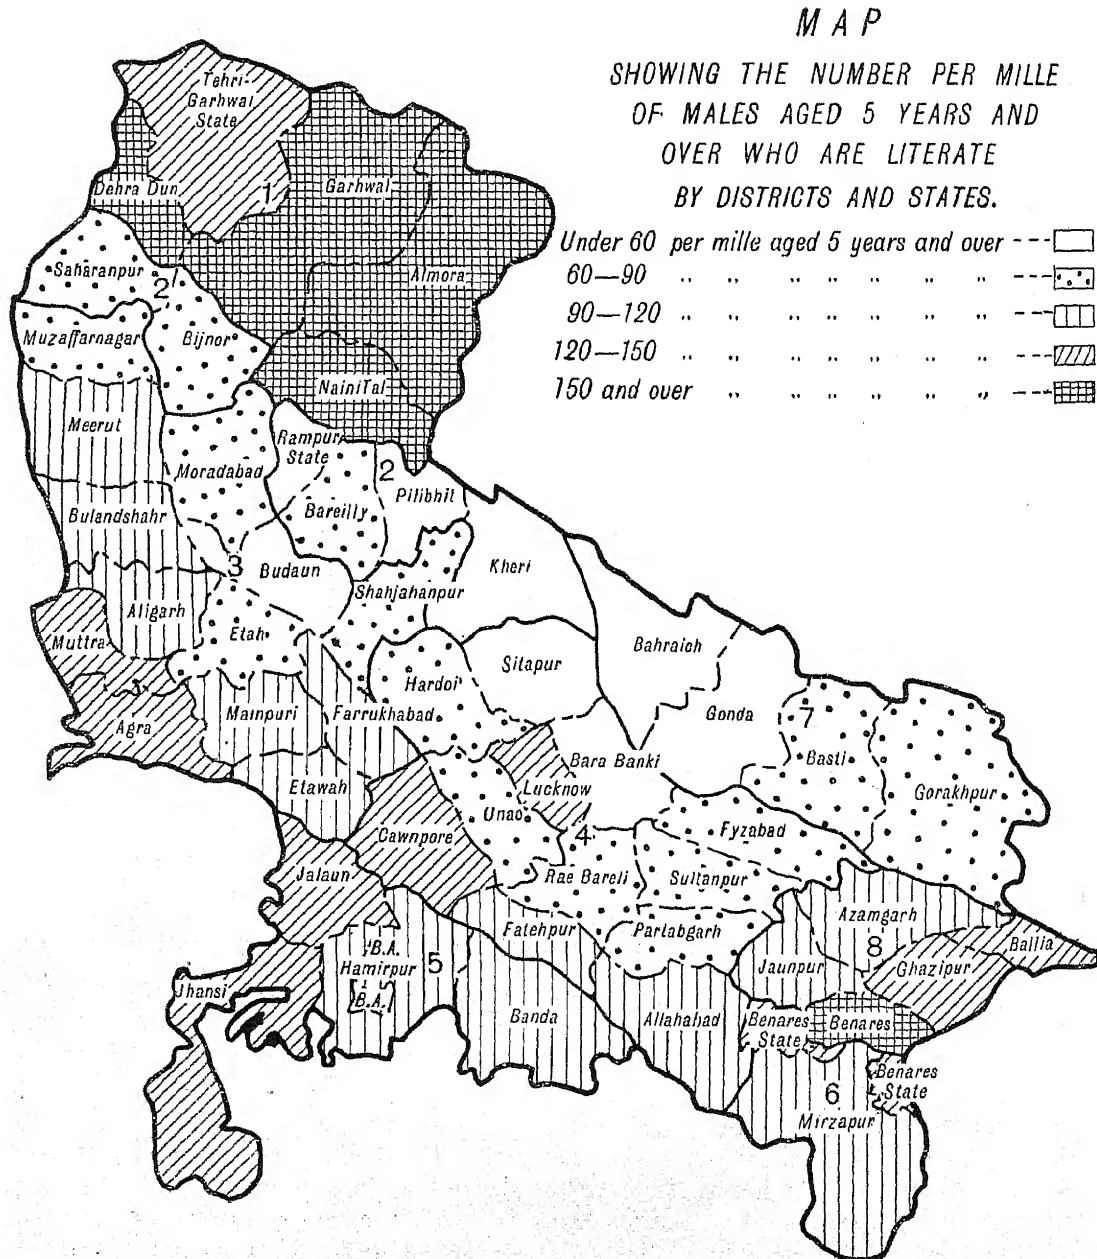 MAP
SHOWING THE NUMBER PER MILLE
OF MALES AGED 5 YEARS AND
OVER WHO ARE LITERATE
BY DISTRICTS AND STATES.
Under 60 per mille aged 5 years and over
60—90 " " " " " " "
90—120 " " " " " " "
120—150 " " " " " " "
150 and over " " " " " "
Tehri-
Garhwal
State
Dehra Dun
1
Garhwal
Almora
Saharanpur
2
Muzaffarnagar
Bijnor
Naini Tal
Meerut
Moradabad
Rampur
State
2
Pilibhit
Bareilly
Bulandshahr
3
Budaun
Kheri
Shahjahanpur
Aligarh
Muttra
Etah
Bahraich
Sitapur
Hardoi
Gonda
7
Mainpuri
Farrukhabad
Agra
Basti
Bara Banki
Gorakhpur
Etawah
Lucknow
Unao
Fyzabad
4
Cawnpore
Jalaun
Rae Bareli
Sultanpur
Azamgarh
Fatehpur
Partabgarh
B.A.
8
Ballia
Hamirpur
5
Jaunpur
Ghazipur
Jhansi
B.A.
Banda
Allahabad
Benares
State
Benares
Benares
State
6
Mirzapur